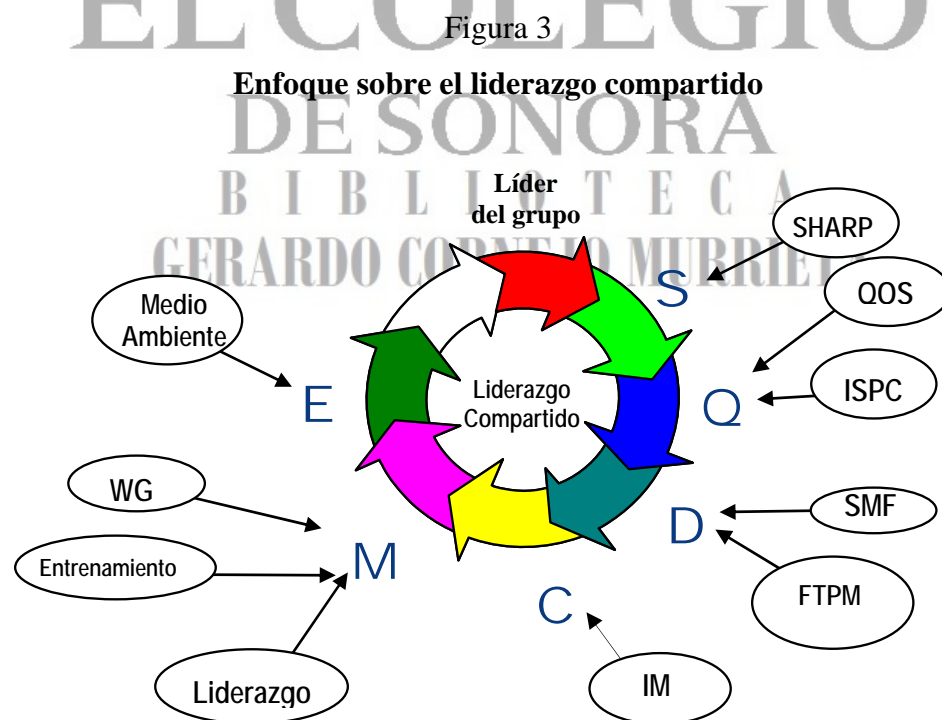 EL COLEGIO
Figura 3
Enfoque sobre el liderazgo compartido
DE SONORA
BIBLIOTECA
GERARDO CORNEJO MURRIETA
Líder
del grupo
SHARP
S
QOS
Medio
Ambiente
Liderazgo
Compartido
E
Q
ISPC
WG
SMF
D
Entrenamiento
M
FTPM
C
Liderazgo
IM